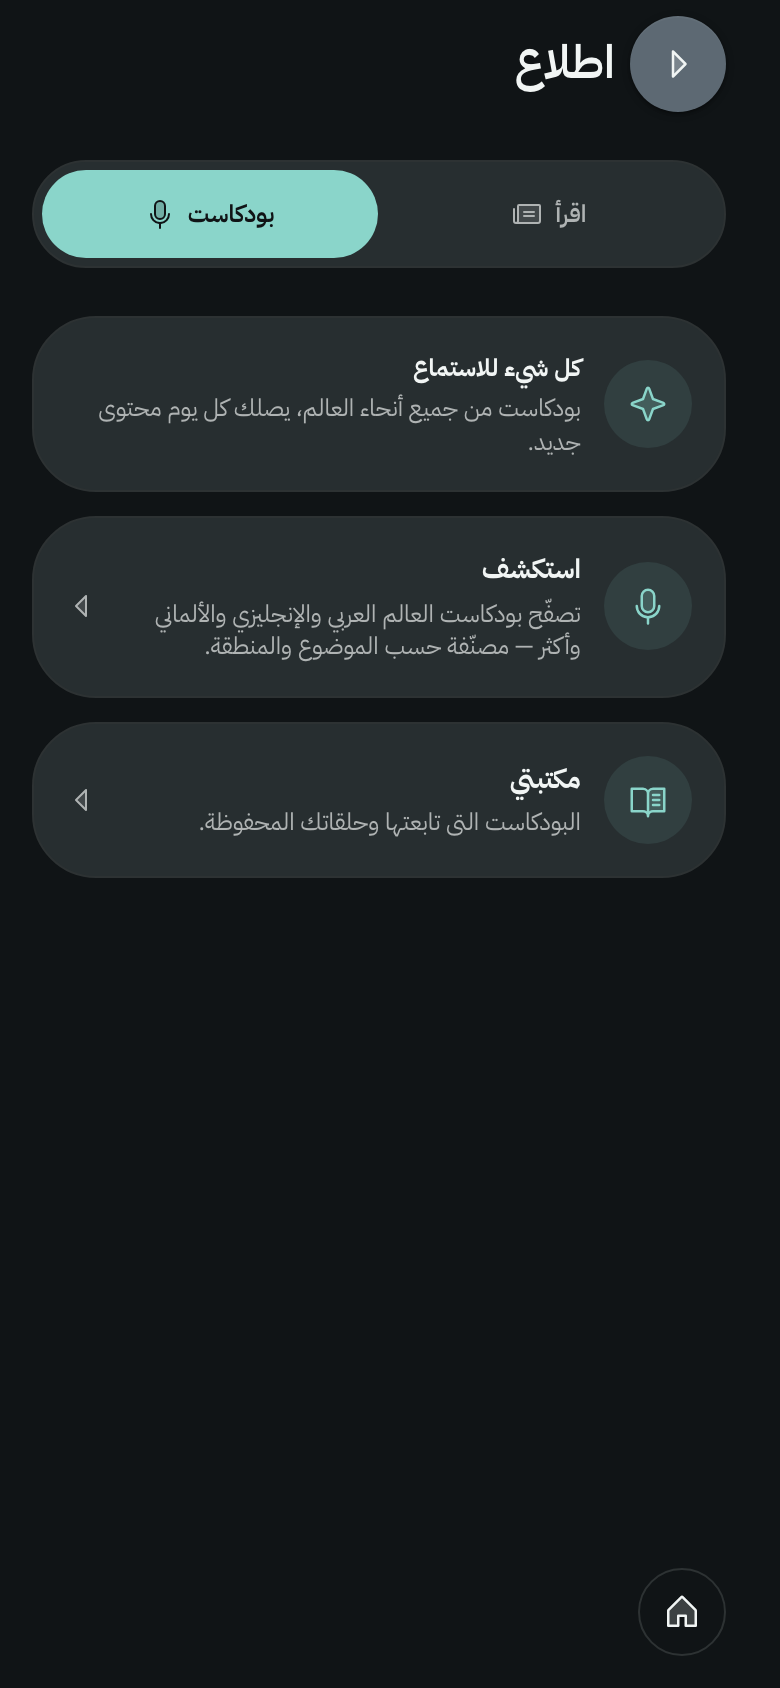 اطلاع
اقرأ
بودكاست
كل شيء للاستماع
بودكاست من جميع أنحاء العالم، يصلك كل يوم محتوى
جديد.
استكشف
تصفّح بودكاست العالم العربي والإنجليزي والألماني
وأكثر — مصنّفة حسب الموضوع والمنطقة.
مكتبتي
البودكاست التى تابعتها وحلقاتك المحفوظة.